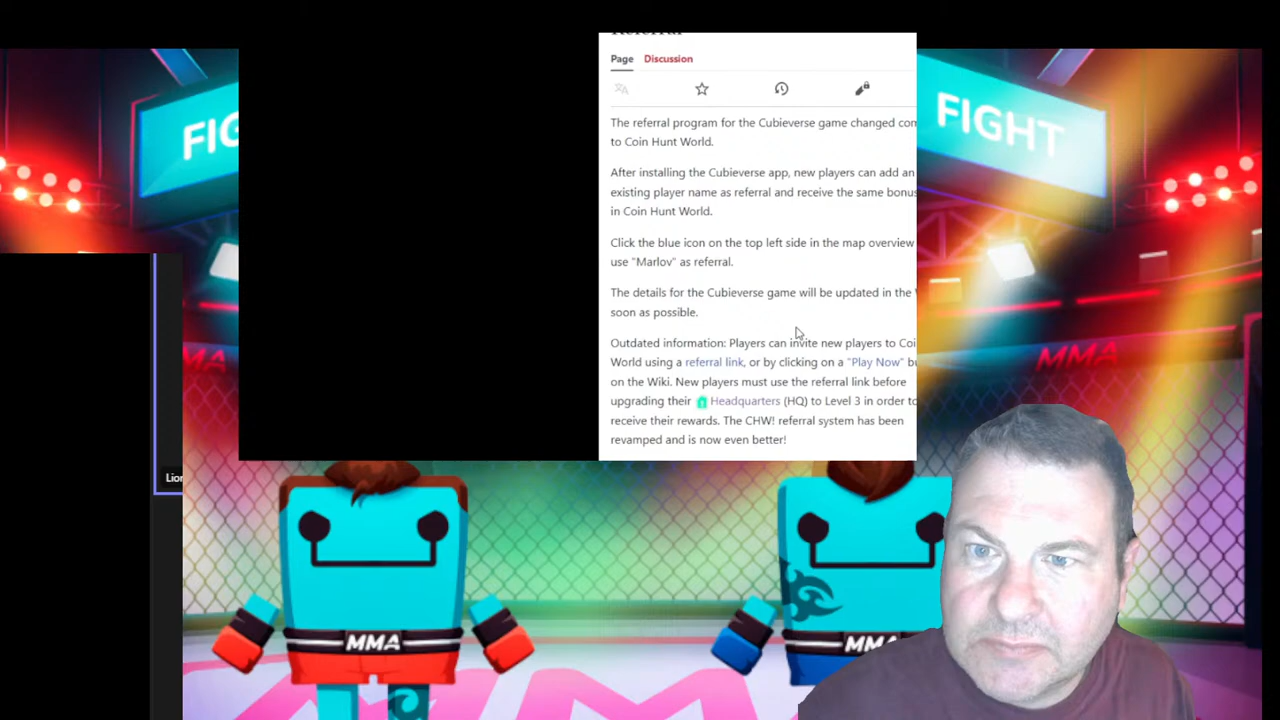 Referral
Page Discussion
The referral program for the Cubieverse game changed com
to Coin Hunt World.
After installing the Cubieverse app, new players can add an
existing player name as referral and receive the same bonus
in Coin Hunt World.
Click the blue icon on the top left side in the map overview
use "Marlov" as referral.
The details for the Cubieverse game will be updated in the
soon as possible.
Outdated information: Players can invite new players to Coi
World using a referral link, or by clicking on a "Play Now" bu
on the Wiki. New players must use the referral link before
upgrading their Headquarters (HQ) to Level 3 in order to
receive their rewards. The CHW! referral system has been
revamped and is now even better!
FIG
FIGHT
MMA
MMA
Lion
MMA
MMA